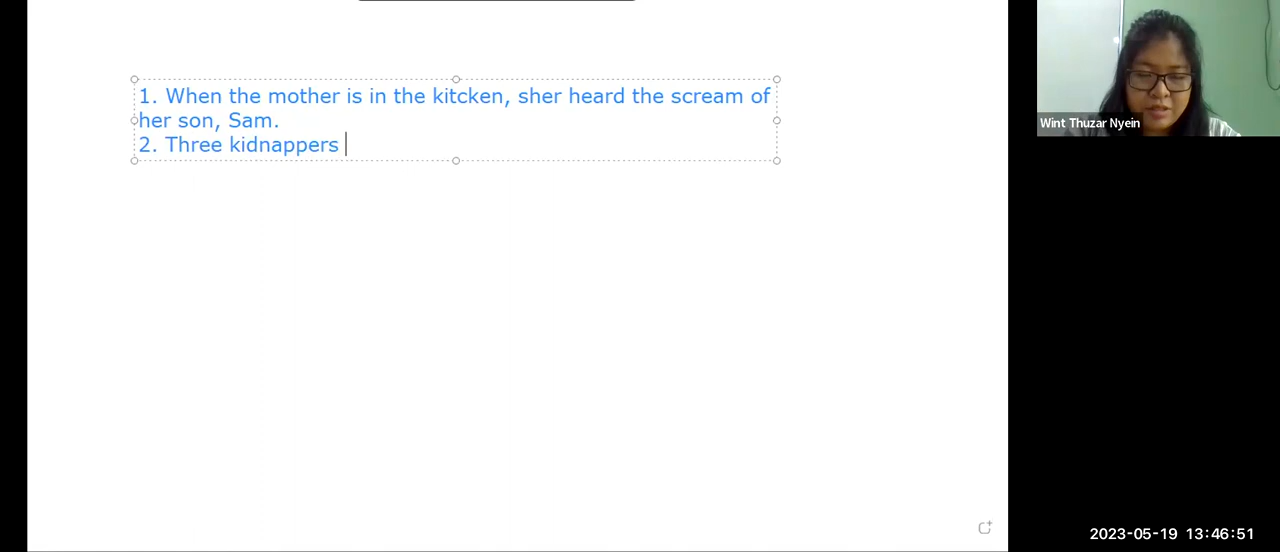 1. When the mother is in the kitcken, sher heard the scream of
her son, Sam.
2. Three kidnappers
Wint Thuzar Nyein
2023-05-19 13:46:51